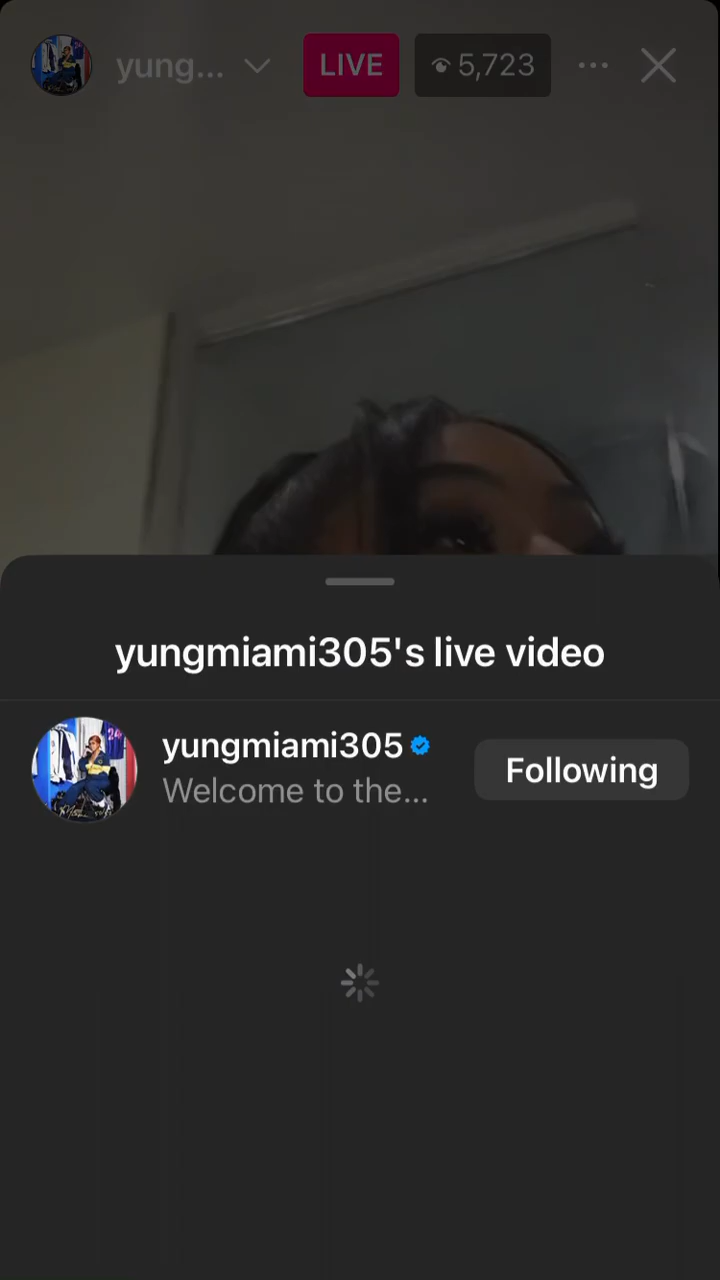 yung...
LIVE
5,723
yungmiami305's live video
yungmiami305
Welcome to the...
Following